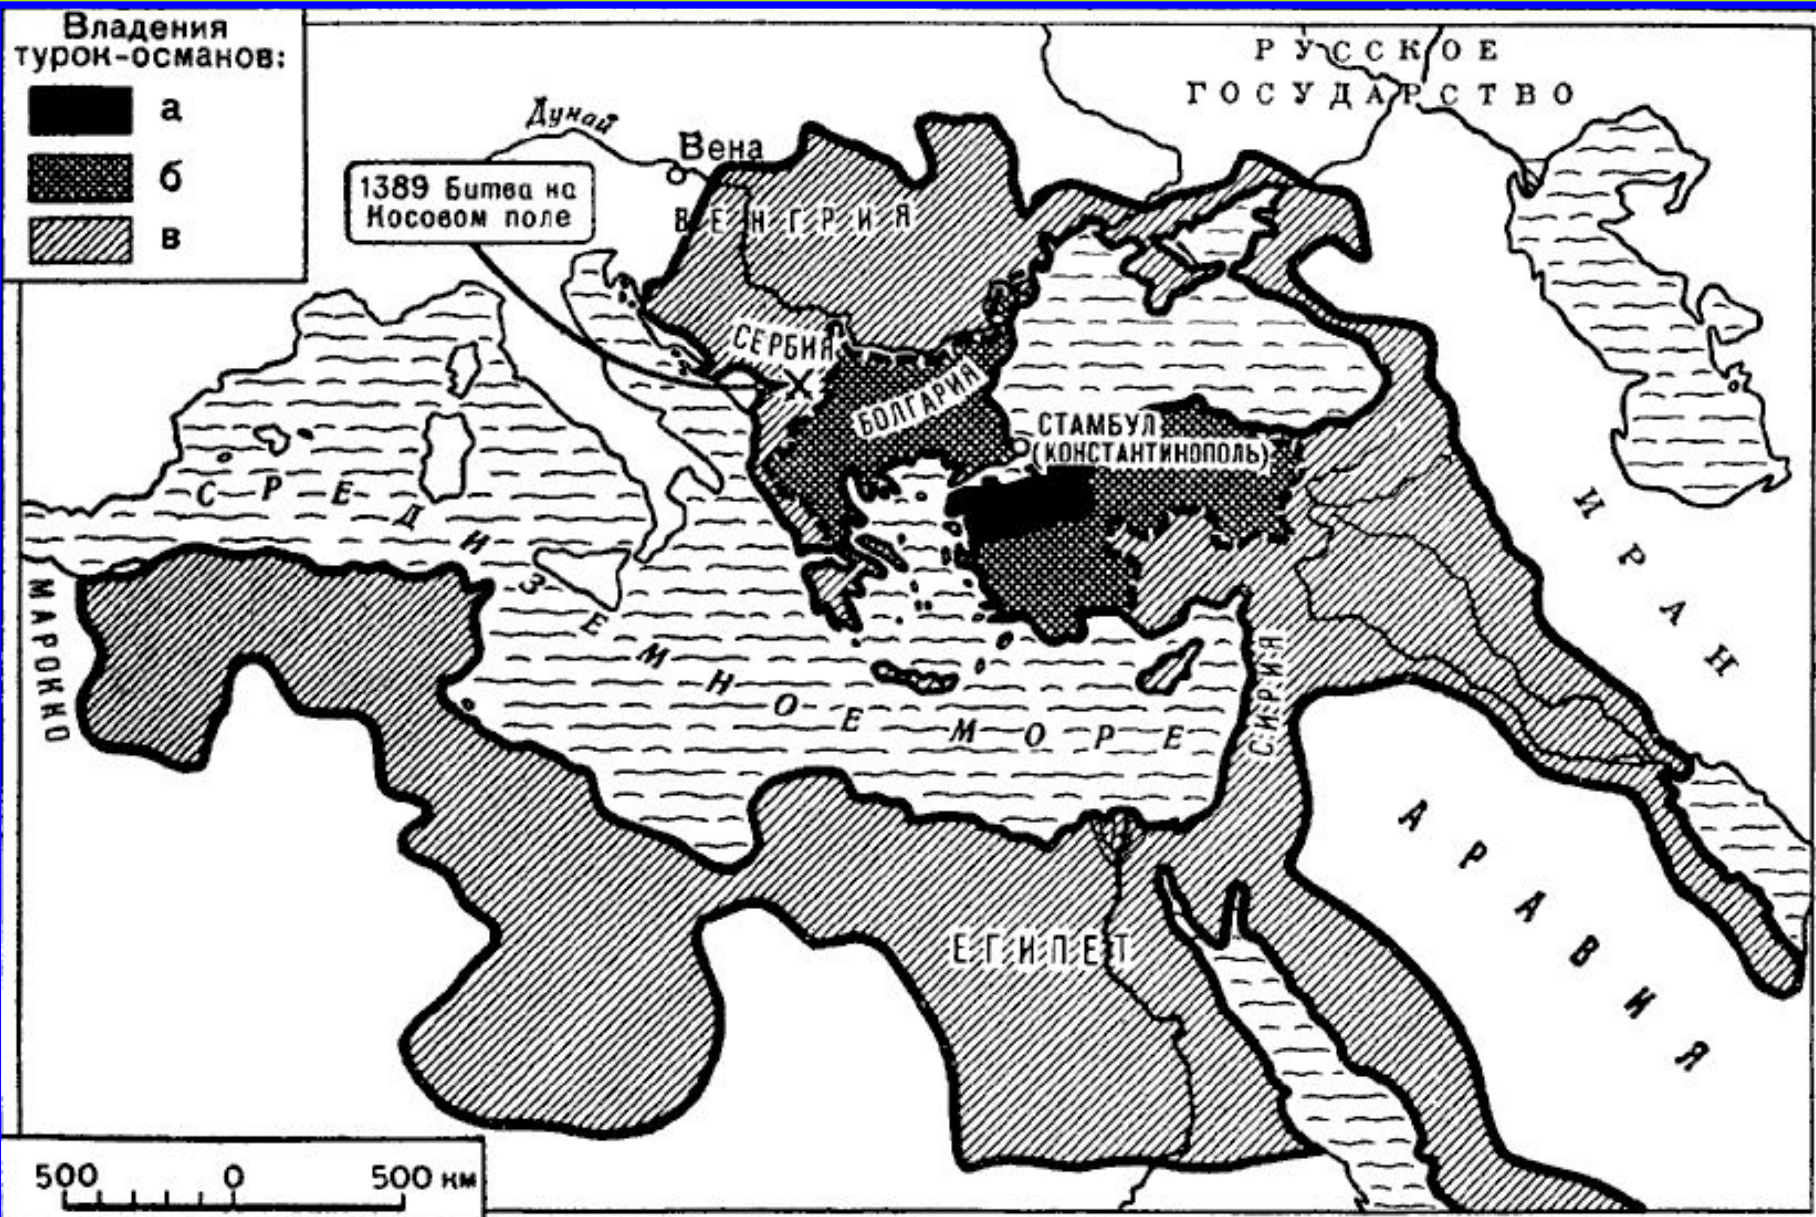 Владения
турок-османов:
а
б
в
РУССКОЕ
ГОСУДАРСТВО
Дунай
Вена
1389 Битва на
Косовом поле
ВЕНГРИЯ
СЕРБИЯ
БОЛГАРИЯ
СТАМБУЛ
(КОНСТАНТИНОПОЛЬ)
СРЕДИЗЕМНОЕ МОРЕ
ИРАН
МАРОККО
СИРИЯ
АРАВИЯ
ЕГИПЕТ
500 0 500 км